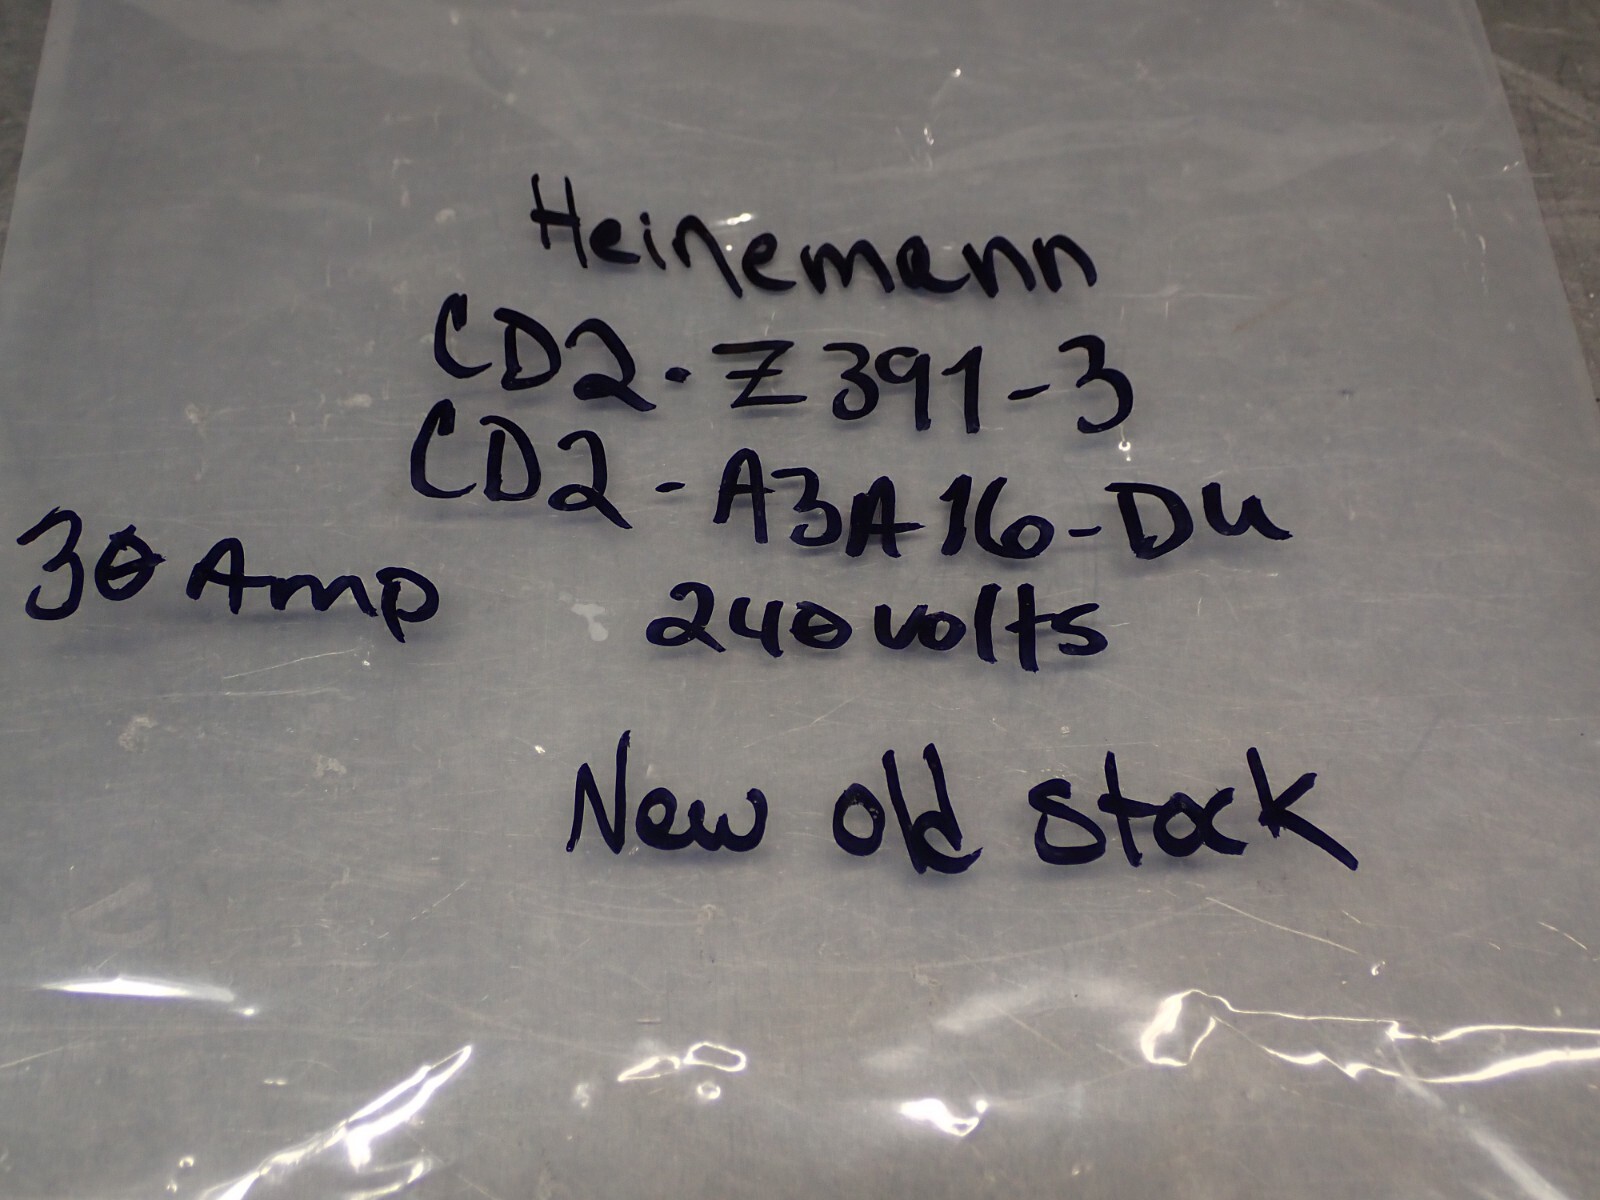 Heinemann
CD2-Z391-3
CD2-A3A16-DU
30 Amp 240 volts
New old stock